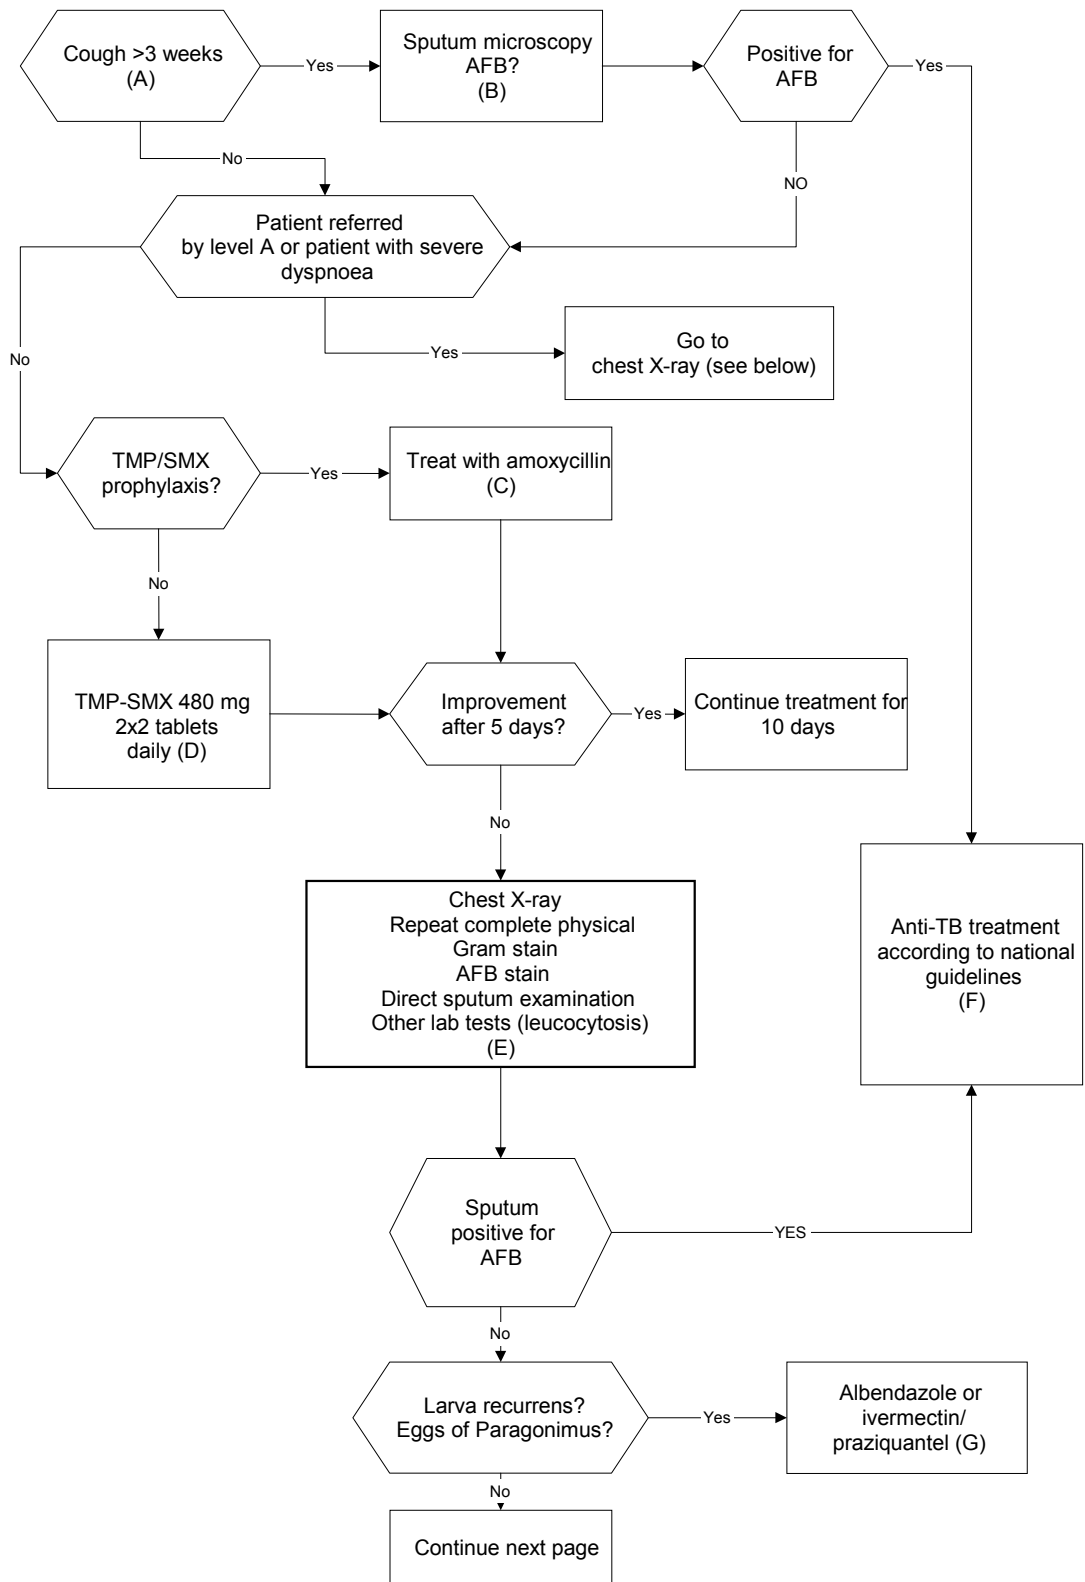 Cough >3 weeks
(A)
Yes
Sputum microscopy
AFB?
(B)
Positive for
AFB
Yes
No
NO
Patient referred
by level A or patient with severe
dyspnoea
No
Yes
Go to
chest X-ray (see below)
TMP/SMX
prophylaxis?
Yes
Treat with amoxycillin
(C)
No
TMP-SMX 480 mg
2x2 tablets
daily (D)
Improvement
after 5 days?
Yes
Continue treatment for
10 days
No
Chest X-ray
Repeat complete physical
Gram stain
AFB stain
Direct sputum examination
Other lab tests (leucocytosis)
(E)
Anti-TB treatment
according to national
guidelines
(F)
Sputum
positive for
AFB
YES
No
Larva recurrens?
Eggs of Paragonimus?
Yes
Albendazole or
ivermectin/
praziquantel (G)
No
Continue next page